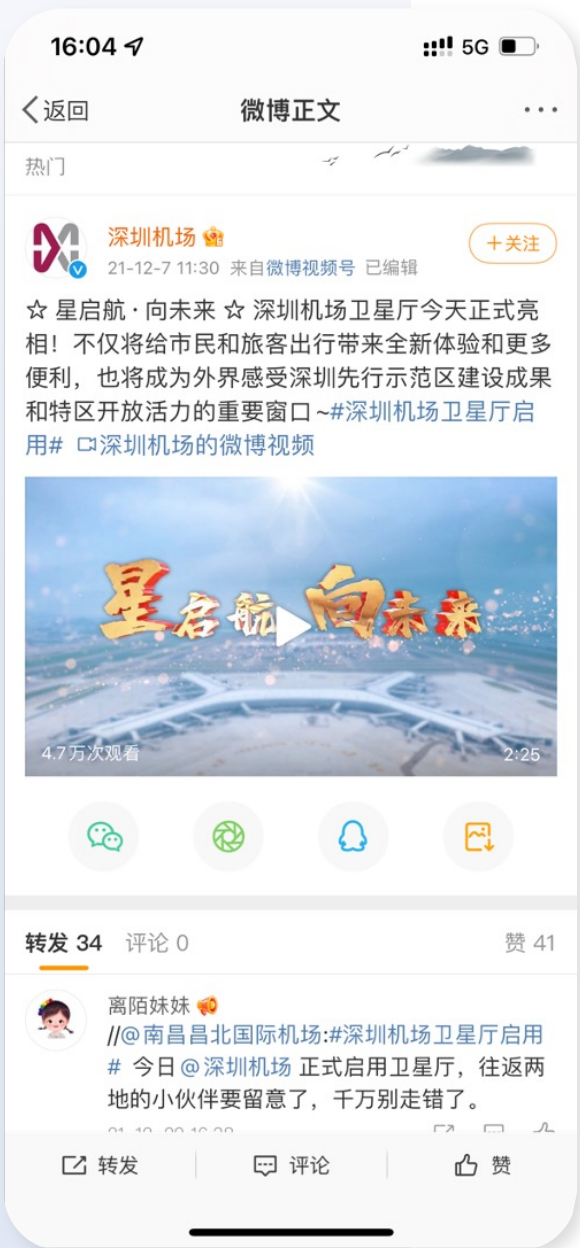 16:04
5G
返回
微博正文
热门
深圳机场
+关注
21-12-7 11:30 来自微博视频号 已编辑
☆ 星启航·向未来 ☆ 深圳机场卫星厅今天正式亮
相！不仅将给市民和旅客出行带来全新体验和更多
便利，也将成为外界感受深圳先行示范区建设成果
和特区开放活力的重要窗口~#深圳机场卫星厅启
用# 深圳机场的微博视频
星启航 向未来
4.7万次观看
2:25
转发 34 评论 0 赞 41
离陌妹妹
//@南昌昌北国际机场:#深圳机场卫星厅启用
# 今日@深圳机场 正式启用卫星厅，往返两
地的小伙伴要留意了，千万别走错了。
转发 评论 赞